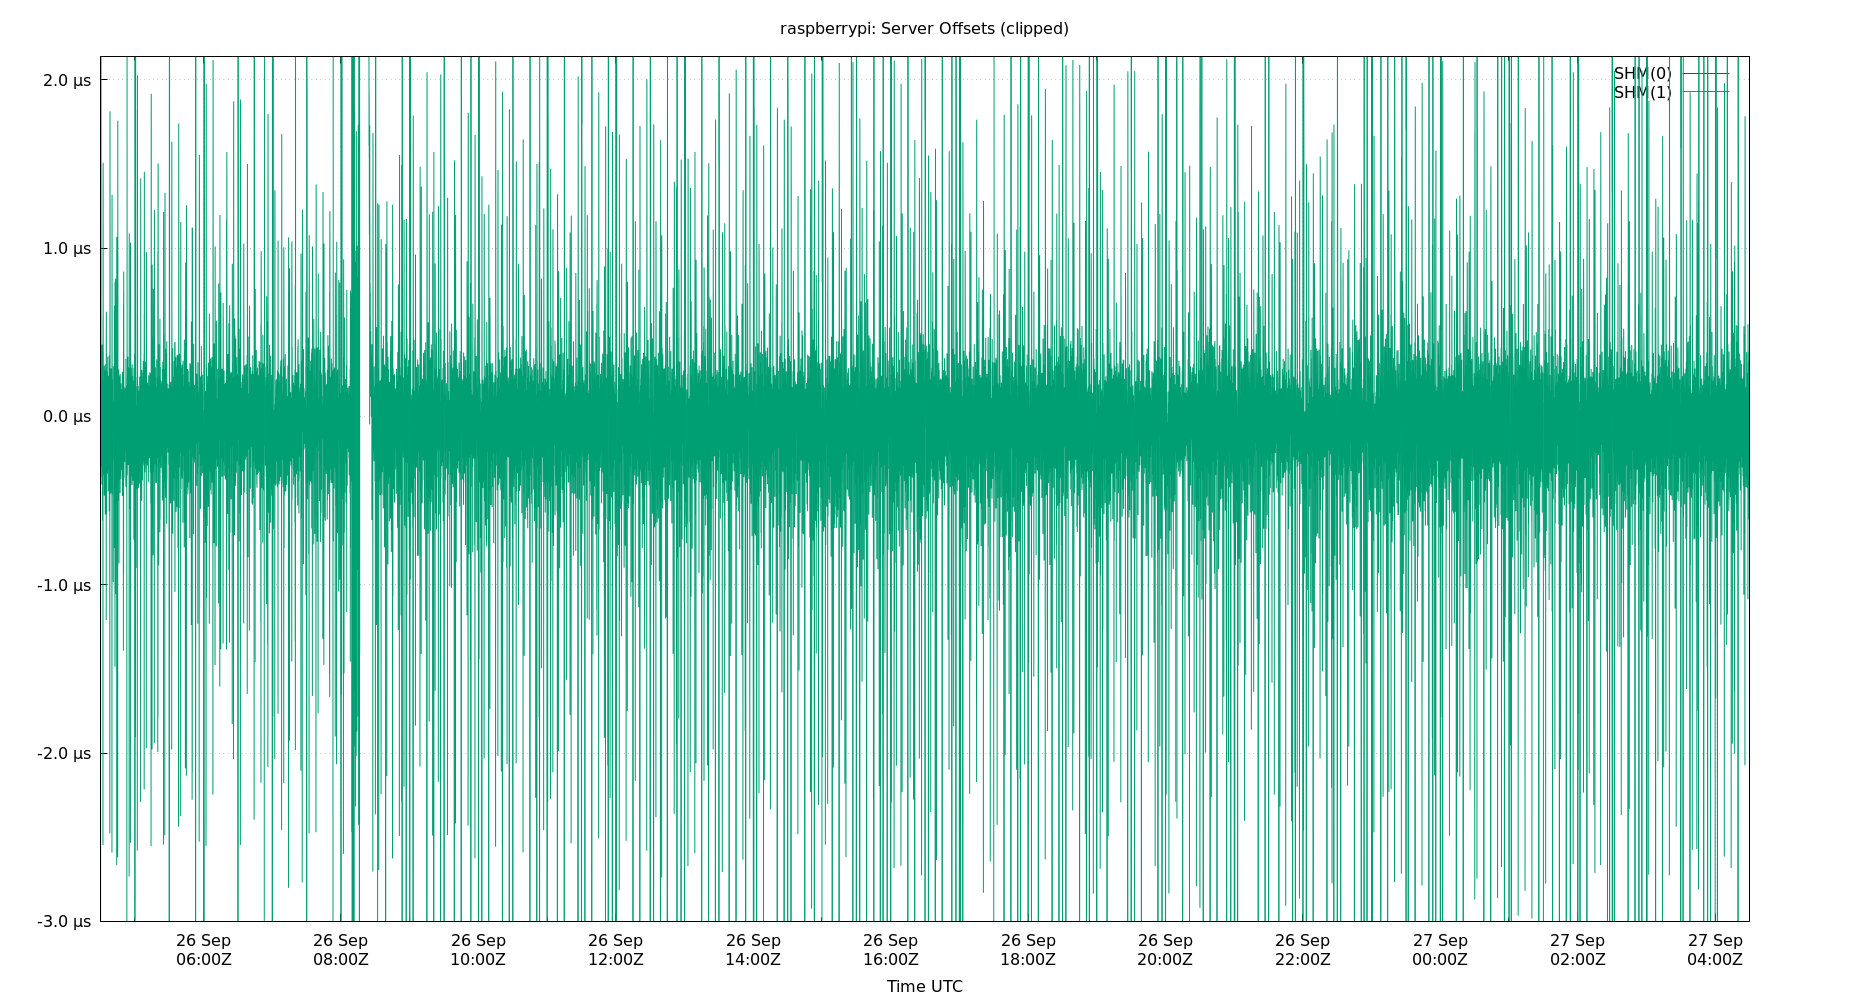 raspberrypi: Server Offsets (clipped)
SHM(0)
SHM(1)
2.0 µs
1.0 µs
0.0 µs
-1.0 µs
-2.0 µs
-3.0 µs
26 Sep 26 Sep 26 Sep 26 Sep 26 Sep 26 Sep 26 Sep 26 Sep 26 Sep 27 Sep 27 Sep 27 Sep
06:00Z 08:00Z 10:00Z 12:00Z 14:00Z 16:00Z 18:00Z 20:00Z 22:00Z 00:00Z 02:00Z 04:00Z
Time UTC